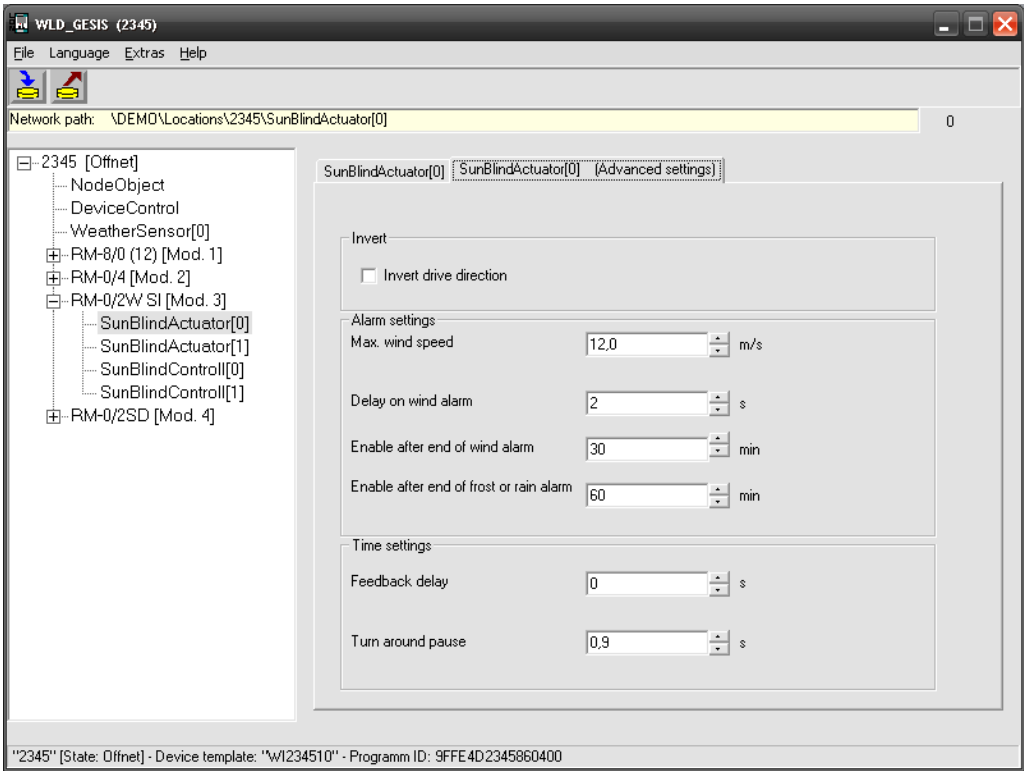 WLD_GESIS (2345)
File Language Extras Help
Network path: \DEMO\Locations\2345\SunBlindActuator[0]
0
2345 [Offnet]
NodeObject
DeviceControl
WeatherSensor[0]
RM-8/0 (12) [Mod. 1]
RM-0/4 [Mod. 2]
RM-0/2W SI [Mod. 3]
SunBlindActuator[0]
SunBlindActuator[1]
SunBlindControll[0]
SunBlindControll[1]
RM-0/2SD [Mod. 4]
SunBlindActuator[0] SunBlindActuator[0] (Advanced settings)
Invert
Invert drive direction
Alarm settings
Max. wind speed 12,0 m/s
Delay on wind alarm 2 s
Enable after end of wind alarm 30 min
Enable after end of frost or rain alarm 60 min
Time settings
Feedback delay 0 s
Turn around pause 0,9 s
"2345" [State: Offnet] - Device template: "WI234510" - Programm ID: 9FFE4D2345860400